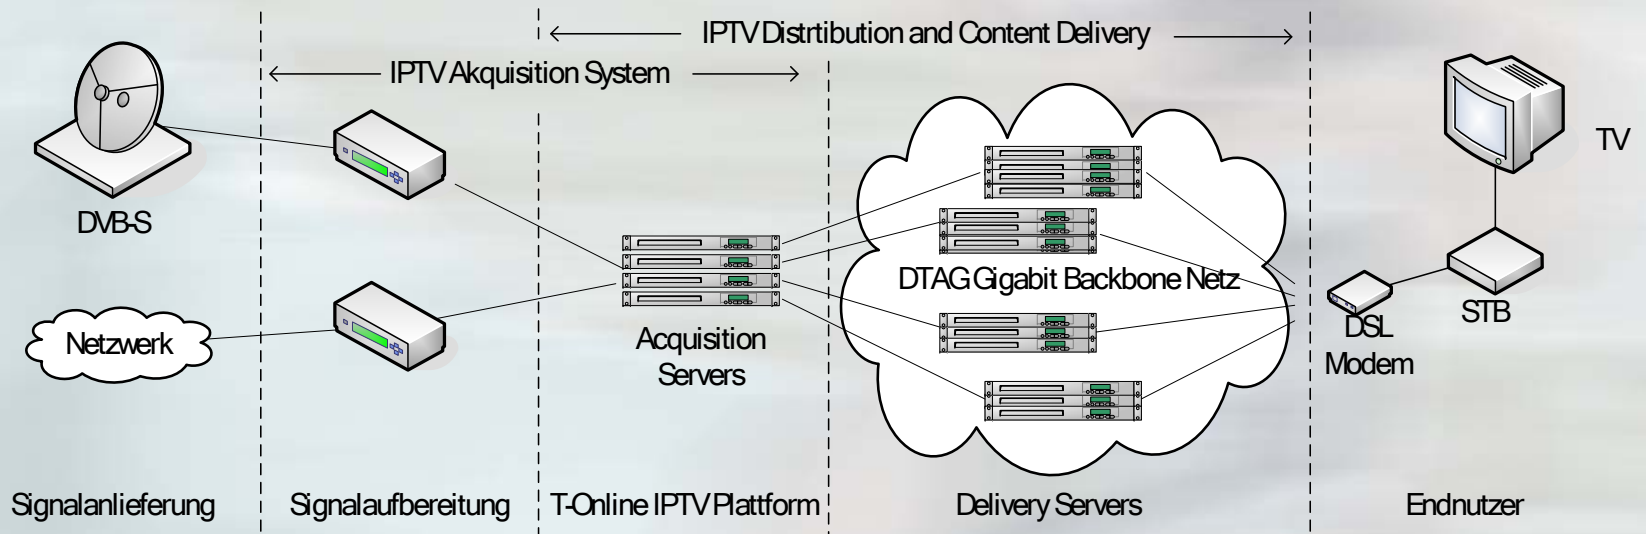 IPTV Distrtibution and Content Delivery
IPTV Akquisition System
TV
DVB-S
DTAG Gigabit Backbone Netz
STB
Netzwerk
Acquisition
Servers
DSL
Modem
Signalanlieferung
Signalaufbereitung
T-Online IPTV Plattform
Delivery Servers
Endnutzer